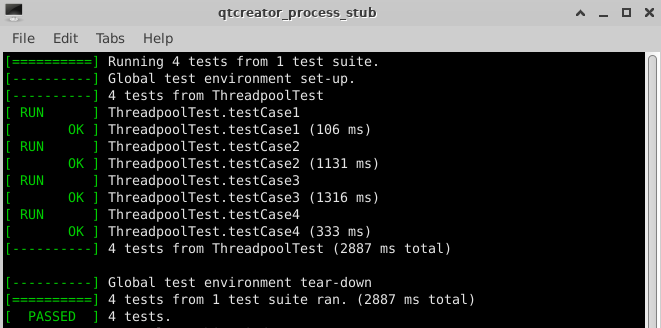 qtcreator_process_stub
File Edit Tabs Help
[==========] Running 4 tests from 1 test suite.
[----------] Global test environment set-up.
[----------] 4 tests from ThreadpoolTest
[ RUN      ] ThreadpoolTest.testCase1
[       OK ] ThreadpoolTest.testCase1 (106 ms)
[ RUN      ] ThreadpoolTest.testCase2
[       OK ] ThreadpoolTest.testCase2 (1131 ms)
[ RUN      ] ThreadpoolTest.testCase3
[       OK ] ThreadpoolTest.testCase3 (1316 ms)
[ RUN      ] ThreadpoolTest.testCase4
[       OK ] ThreadpoolTest.testCase4 (333 ms)
[----------] 4 tests from ThreadpoolTest (2887 ms total)
[----------] Global test environment tear-down
[==========] 4 tests from 1 test suite ran. (2887 ms total)
[  PASSED  ] 4 tests.